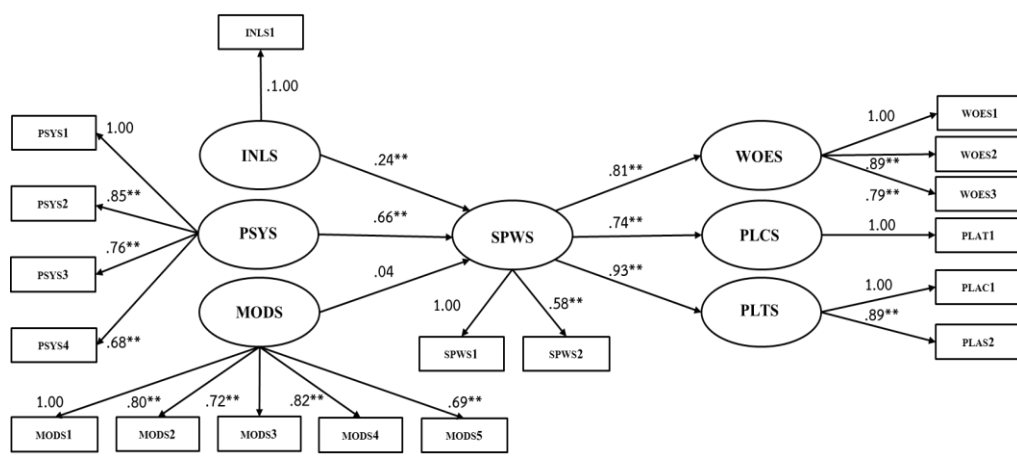 INLS1
.1.00
PSYS1
1.00
INLS
.24**
PSYS2
.85**
PSYS
.66**
PSYS3
.76**
MODS
.04
PSYS4
.68**
SPWS
.81**
WOES
1.00
WOES1
.89**
WOES2
.79**
WOES3
.74**
PLCS
1.00
PLAT1
.93**
PLTS
1.00
PLAC1
.89**
PLAS2
1.00
.58**
SPWS1
SPWS2
1.00
.80**
.72**
.82**
.69**
MODS1
MODS2
MODS3
MODS4
MODS5